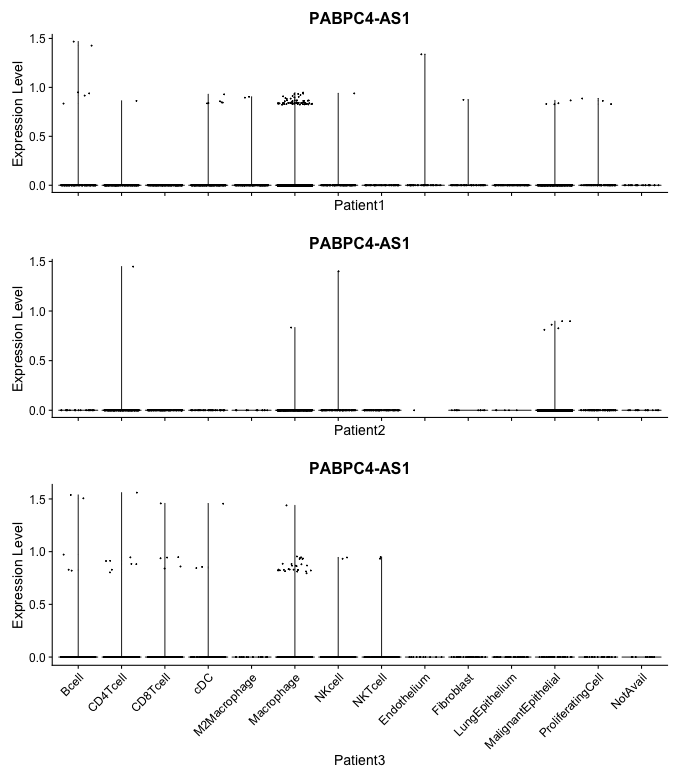 PABPC4-AS1
Expression Level
1.5
1.0
0.5
0.0
Patient1
PABPC4-AS1
Expression Level
1.5
1.0
0.5
0.0
Patient2
PABPC4-AS1
Expression Level
1.5
1.0
0.5
0.0
Bcell
CD4Tcell
CD8Tcell
cDC
M2Macrophage
Macrophage
NKcell
NKTcell
Endothelium
Fibroblast
LungEpithelium
MalignantEpithelial
ProliferatingCell
NotAvail
Patient3